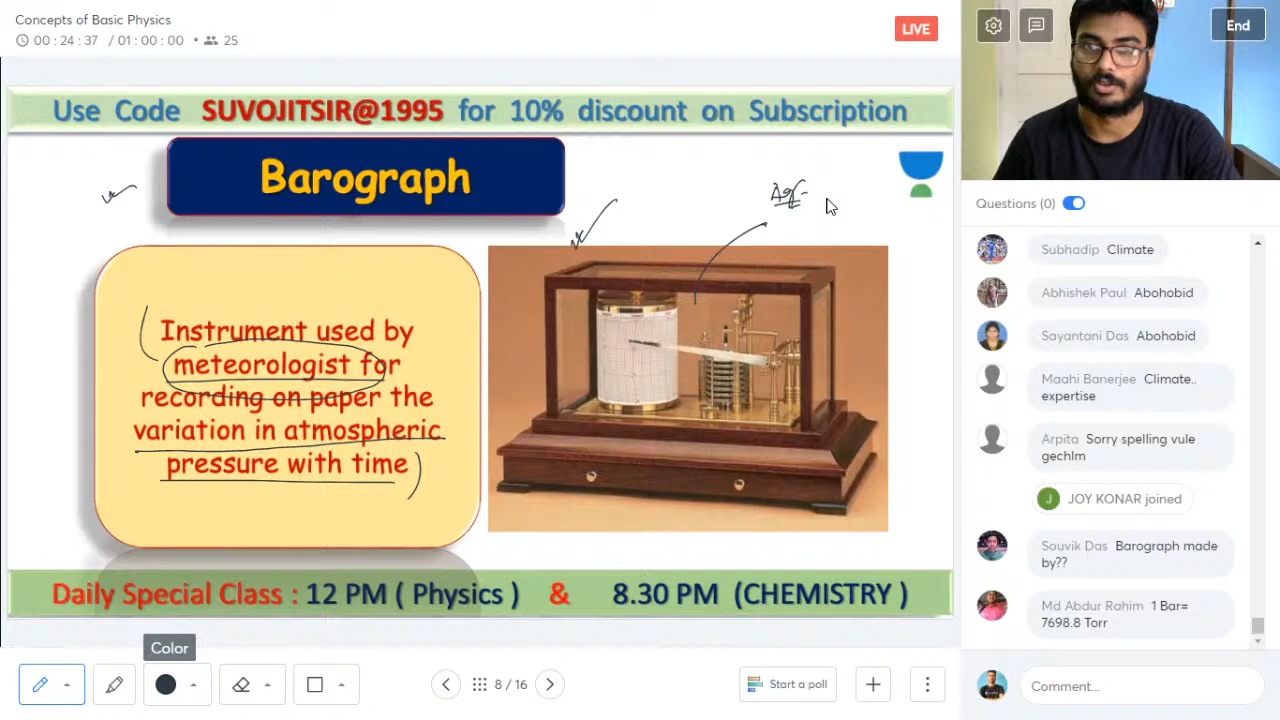 Concepts of Basic Physics
00 : 24 : 37 / 01 : 00 : 00 • 25
LIVE
End
Use Code SUVOJITSIR@1995 for 10% discount on Subscription
Barograph
Instrument used by
meteorologist for
recording on paper the
variation in atmospheric
pressure with time
Daily Special Class : 12 PM ( Physics ) & 8.30 PM (CHEMISTRY )
Color
8 / 16
Start a poll
Questions (0)
Subhadip Climate
Abhishek Paul Abohobid
Sayantani Das Abohobid
Maahi Banerjee Climate..
expertise
Arpita Sorry spelling vule
gechlm
J JOY KONAR joined
Souvik Das Barograph made
by??
Md Abdur Rahim 1 Bar=
7698.8 Torr
Comment...